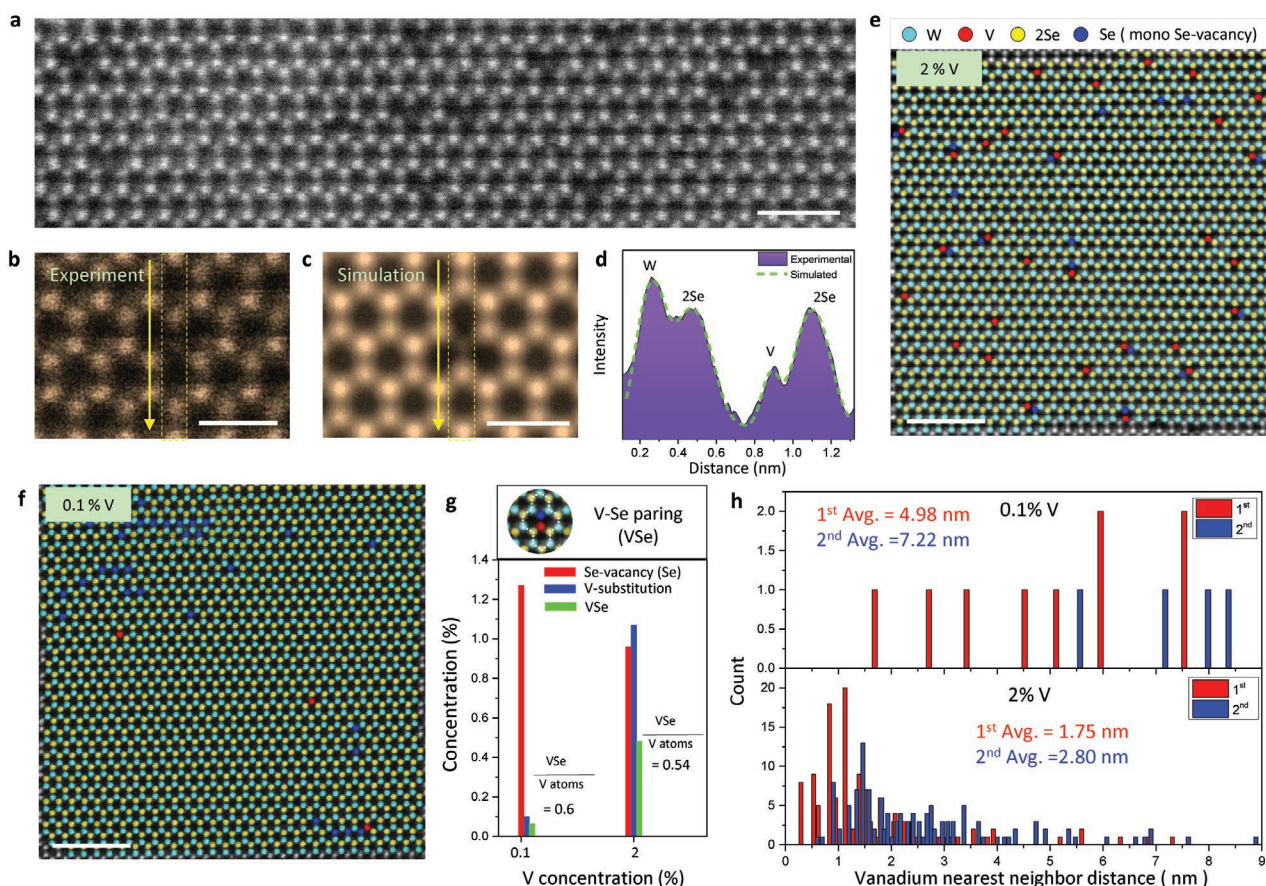 a
b
Experiment
c
Simulation
d
Experimental
Simulated
W
2Se
V
2Se
Intensity
0.2 0.4 0.6 0.8 1.0 1.2
Distance (nm)
e
W V 2Se Se ( mono Se-vacancy)
2 % V
f
0.1 % V
g
V-Se paring
(VSe)
Se-vacancy (Se)
V-substitution
VSe
1.4
1.2
1.0
0.8
0.6
0.4
0.2
0.0
Concentration (%)
VSe
V atoms
= 0.6
VSe
V atoms
= 0.54
0.1 2
V concentration (%)
h
1st Avg. = 4.98 nm
2nd Avg. =7.22 nm
0.1% V
1st
2nd
2.0
1.5
1.0
0.5
0.0
Count
2% V
1st
2nd
1st Avg. = 1.75 nm
2nd Avg. =2.80 nm
20
15
10
5
0
0 1 2 3 4 5 6 7 8 9
Vanadium nearest neighbor distance ( nm)